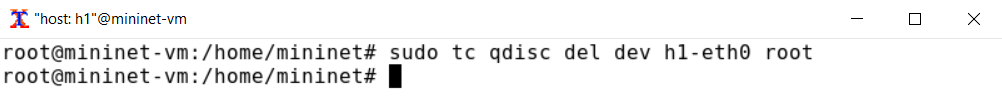 "host: h1"@mininet-vm
root@mininet-vm:/home/mininet# sudo tc qdisc del dev h1-eth0 root
root@mininet-vm:/home/mininet#